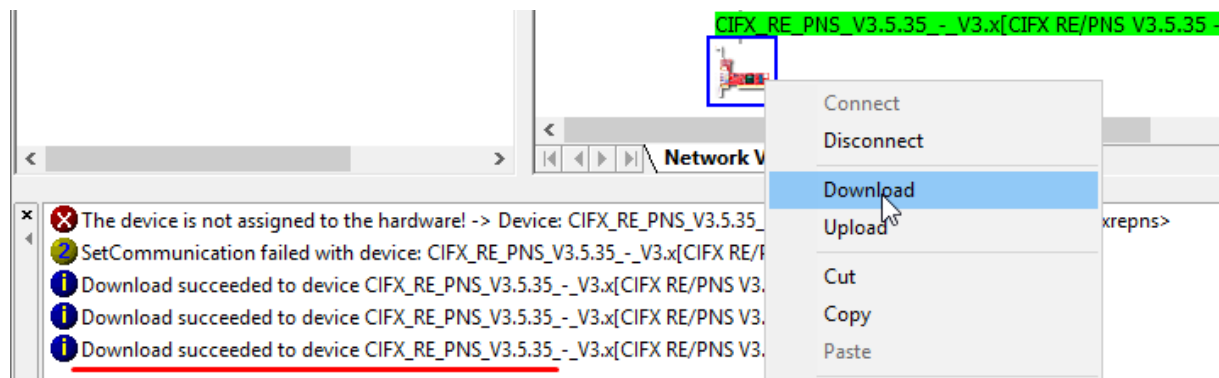 CIFX_RE_PNS_V3.5.35_-_V3.x[CIFX RE/PNS V3.5.35 -
Connect
Disconnect
Network V
Download
Upload
Cut
Copy
Paste
The device is not assigned to the hardware! -> Device: CIFX_RE_PNS_V3.5.35_ xrepns>
2 SetCommunication failed with device: CIFX_RE_PNS_V3.5.35_-_V3.x[CIFX RE/F
i Download succeeded to device CIFX_RE_PNS_V3.5.35_-_V3.x[CIFX RE/PNS V3.
i Download succeeded to device CIFX_RE_PNS_V3.5.35_-_V3.x[CIFX RE/PNS V3.
i Download succeeded to device CIFX_RE_PNS_V3.5.35_-_V3.x[CIFX RE/PNS V3.